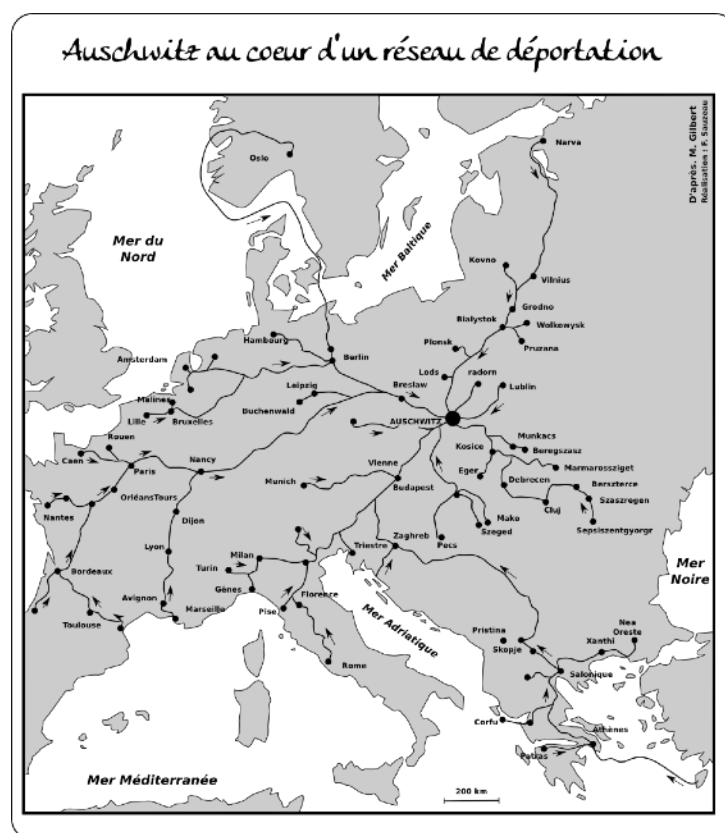 Auschwitz au coeur d'un réseau de déportation
D'après. M. Gilbert
Réalisation : F. Sauzeau
Narva
Oslo
Mer du
Nord
Mer Baltique
Kovno
Vilnius
Grodno
Bialystok
Wolkowysk
Pruzana
Hambourg
Plonsk
Amsterdam
Berlin
Lods
radorn
Lublin
Leipzig
Breslaw
Malines
Duchenwald
Lille
Bruxelles
AUSCHWITZ
Rouen
Munkacs
Kosice
Beregszasz
Caen
Nancy
Paris
Vienne
Eger
Marmarossziget
Munich
Debrecen
Berszterce
Budapest
OrléansTours
Szaszregen
Nantes
Cluj
Mako
Dijon
Szeged
Sepsiszentgyorgr
Zaghreb
Pecs
Triestre
Lyon
Milan
Mer
Noire
Bordeaux
Turin
Avignon
Gênes
Florence
Marseille
Pise
Mer Adriatique
Toulouse
Pristina
Nea
Oreste
Skopje
Xanthi
Rome
Salonique
Corfu
Athènes
Patras
Mer Méditerranée
200 km